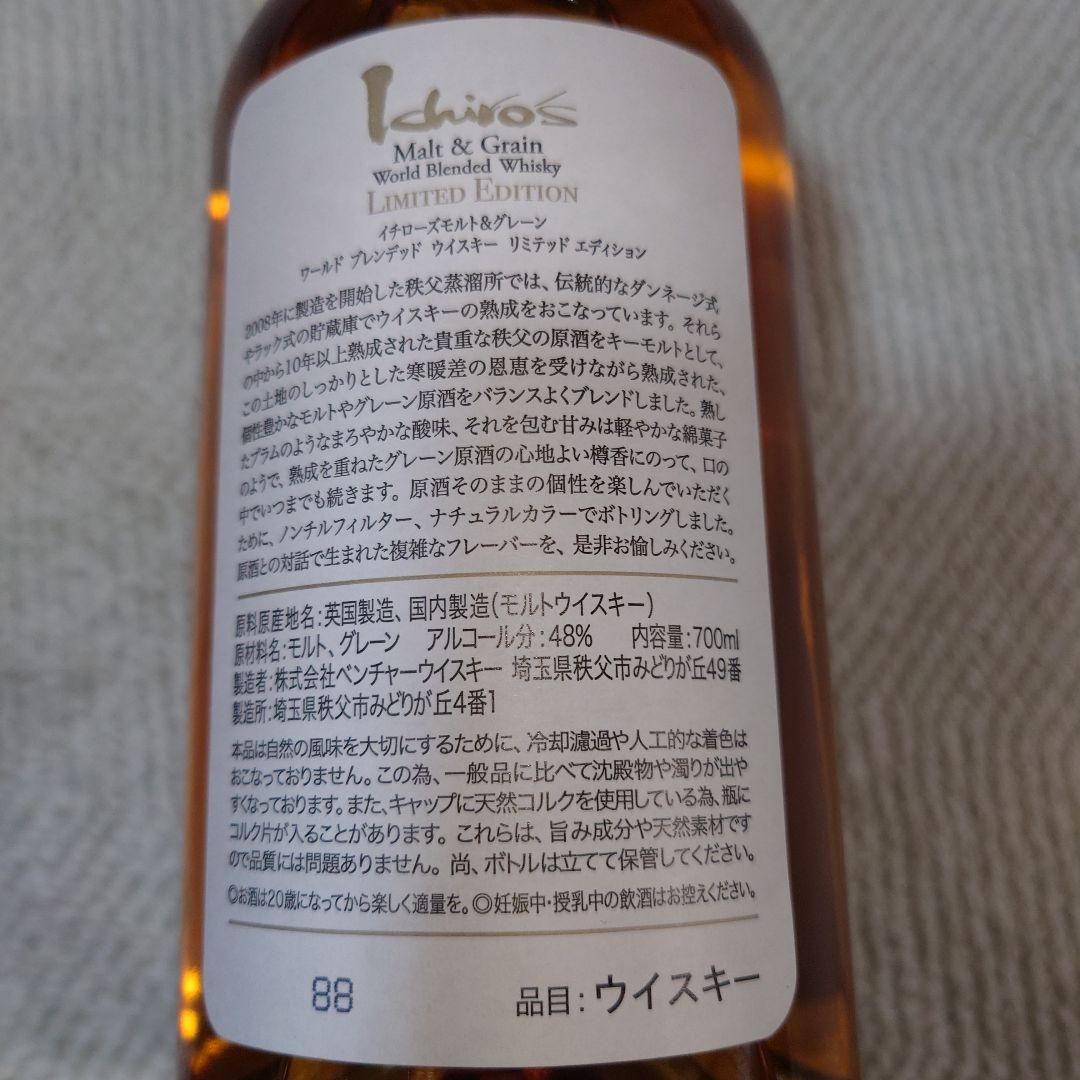 Ichiro's
Malt & Grain
World Blended Whisky
LIMITED EDITION
イチローズモルト&グレーン
ワールド ブレンデッド ウイスキー リミテッド エディション
2008年に製造を開始した秩父蒸溜所では、伝統的なダンネージ式
やラック式の貯蔵庫でウイスキーの熟成をおこなっています。それら
の中から10年以上熟成された貴重な秩父の原酒をキーモルトとして、
この土地のしっかりとした寒暖差の恩恵を受けながら熟成された、
個性豊かなモルトやグレーン原酒をバランスよくブレンドしました。熟し
たプラムのようなまろやかな酸味、それを包む甘みは軽やかな綿菓子
のようで、熟成を重ねたグレーン原酒の心地よい樽香にのって、口の
中でいつまでも続きます。原酒そのままの個性を楽しんでいただく
ために、ノンチルフィルター、ナチュラルカラーでボトリングしました。
原酒との対話で生まれた複雑なフレーバーを、是非お愉しみください。
原料原産地名:英国製造、国内製造(モルトウイスキー)
原材料名:モルト、グレーン アルコール分:48% 内容量:700ml
製造者:株式会社ベンチャーウイスキー 埼玉県秩父市みどりが丘49番
製造所:埼玉県秩父市みどりが丘4番1
本品は自然の風味を大切にするために、冷却濾過や人工的な着色は
おこなっておりません。この為、一般品に比べて沈殿物や濁りが出や
すくなっております。また、キャップに天然コルクを使用している為、瓶に
コルク片が入ることがあります。これらは、旨み成分や天然素材です
ので品質には問題ありません。尚、ボトルは立てて保管してください。
◎お酒は20歳になってから楽しく適量を。◎妊娠中・授乳中の飲酒はお控えください。
88
品目:ウイスキー